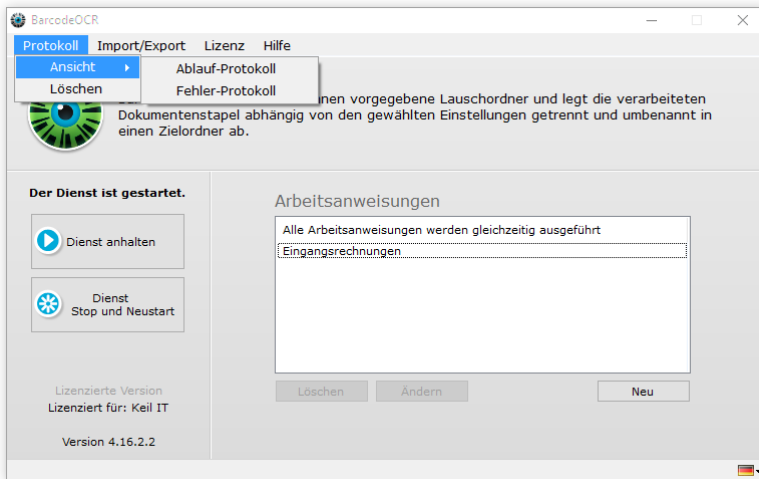 BarcodeOCR
Protokoll Import/Export Lizenz Hilfe
Ansicht
Löschen
Ablauf-Protokoll
Fehler-Protokoll
vorgegebene Lauschordner und legt die verarbeiteten
Dokumentenstapel abhängig von den gewählten Einstellungen getrennt und umbenannt in
einen Zielordner ab.
Der Dienst ist gestartet.
Dienst anhalten
Dienst
Stop und Neustart
Lizenzierte Version
Lizenziert für: Keil IT
Version 4.16.2.2
Arbeitsanweisungen
Alle Arbeitsanweisungen werden gleichzeitig ausgeführt
Eingangsrechnungen
Löschen Ändern Neu